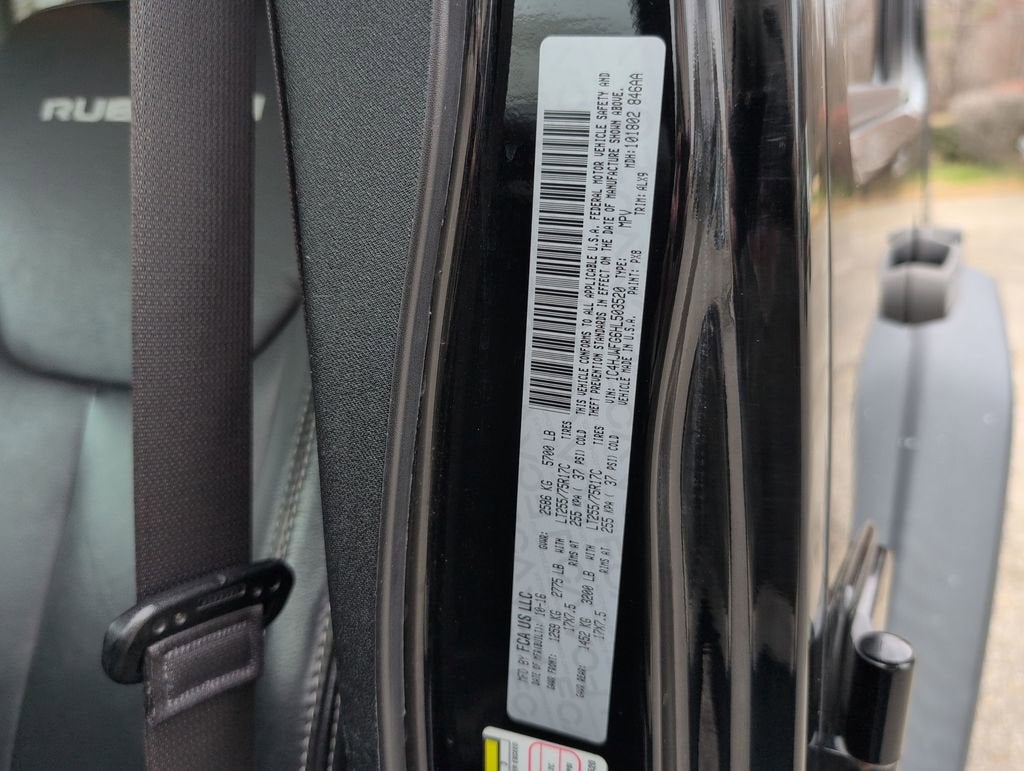 MFD BY FCA US LLC
DATE OF MFR(BUILT): 10-16 GVWR: 2586 KG 5700 LB
GAWR FRONT: 1259 KG 2775 LB WITH LT255/75R17C TIRES
17X7.5 RIMS AT 255 KPA ( 37 PSI) COLD
GAWR REAR: 1452 KG 3200 LB WITH LT255/75R17C TIRES
17X7.5 RIMS AT 255 KPA ( 37 PSI) COLD
THIS VEHICLE CONFORMS TO ALL APPLICABLE U.S.A. FEDERAL MOTOR VEHICLE SAFETY AND
THEFT PREVENTION STANDARDS IN EFFECT ON THE DATE OF MANUFACTURE SHOWN ABOVE.
VIN: 1C4HJWFG6HL503520 TYPE: MPV MDH:101802 846AA
VEHICLE MADE IN U.S.A. PAINT: PX8 TRIM: ALX9